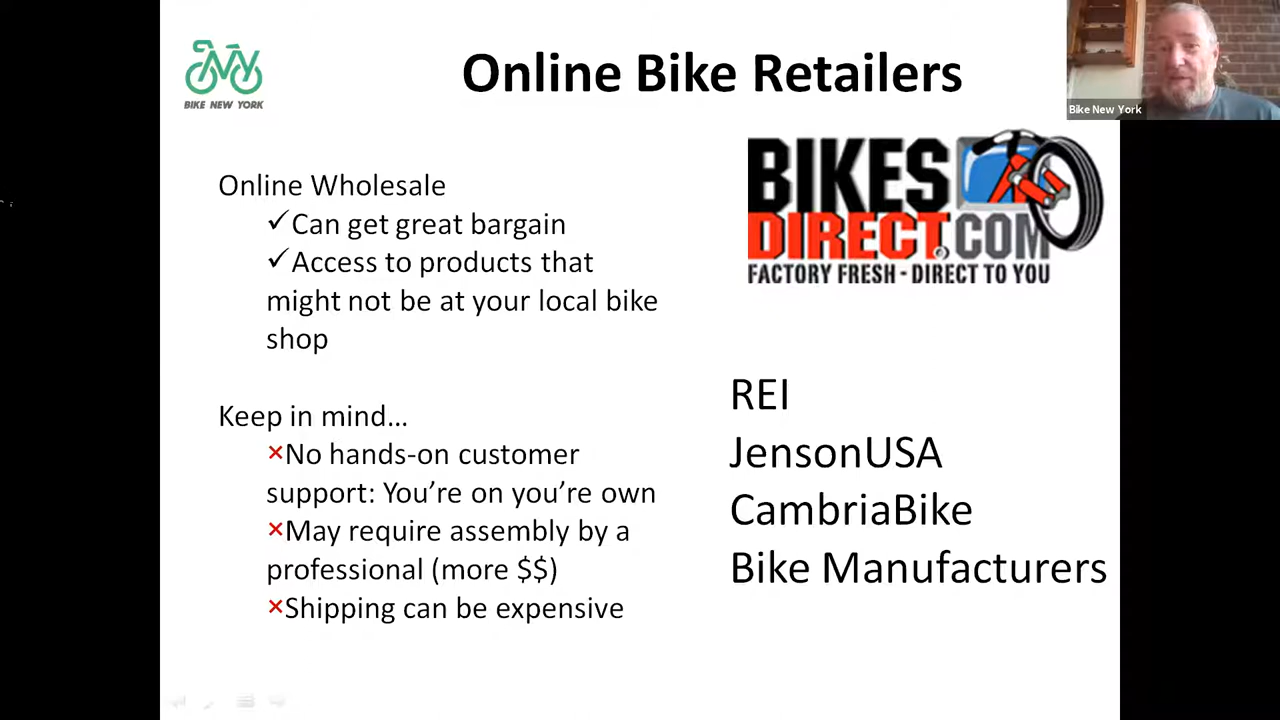 Online Bike Retailers
BIKE NEW YORK
Bike New York
Online Wholesale
✓Can get great bargain
✓Access to products that
might not be at your local bike
shop
Keep in mind…
×No hands-on customer
support: You’re on you’re own
×May require assembly by a
professional (more $$)
×Shipping can be expensive
BIKES
DIRECT.COM
FACTORY FRESH - DIRECT TO YOU
REI
JensonUSA
CambriaBike
Bike Manufacturers